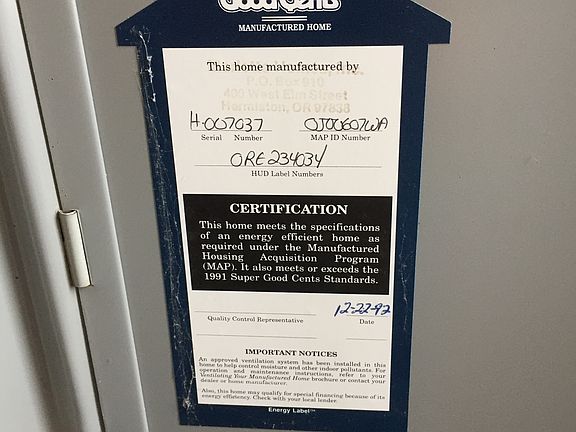 Good Cents
MANUFACTURED HOME
This home manufactured by
P.O. Box 910
400 West Elm Street
Hermiston, OR 97838
H-007037 0J00607WA
Serial Number MAP ID Number
ORE234034
HUD Label Numbers
CERTIFICATION
This home meets the specifications
of an energy efficient home as
required under the Manufactured
Housing Acquisition Program
(MAP). It also meets or exceeds the
1991 Super Good Cents Standards.
12-22-92
Quality Control Representative Date
IMPORTANT NOTICES
An approved ventilation system has been installed in this
home to help control moisture and other indoor pollutants. For
operation and maintenance instructions, refer to your
Ventilating Your Manufactured Home brochure or contact your
dealer or home manufacturer.
Also, this home may qualify for special financing because of its
energy efficiency. Check with your local lender.
Energy Label™